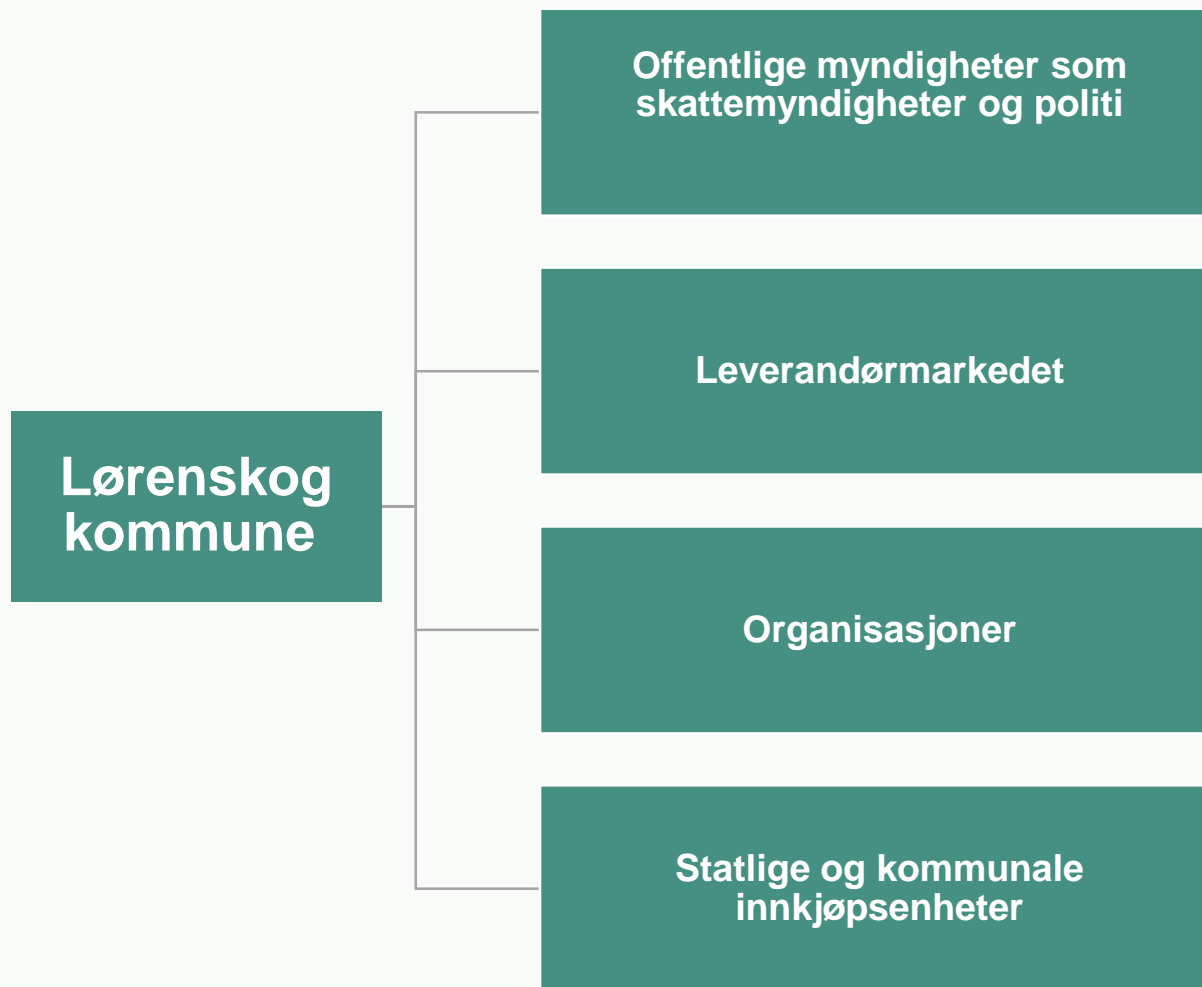 Offentlige myndigheter som
skattemyndigheter og politi
Leverandørmarkedet
Lørenskog
kommune
Organisasjoner
Statlige og kommunale
innkjøpsenheter